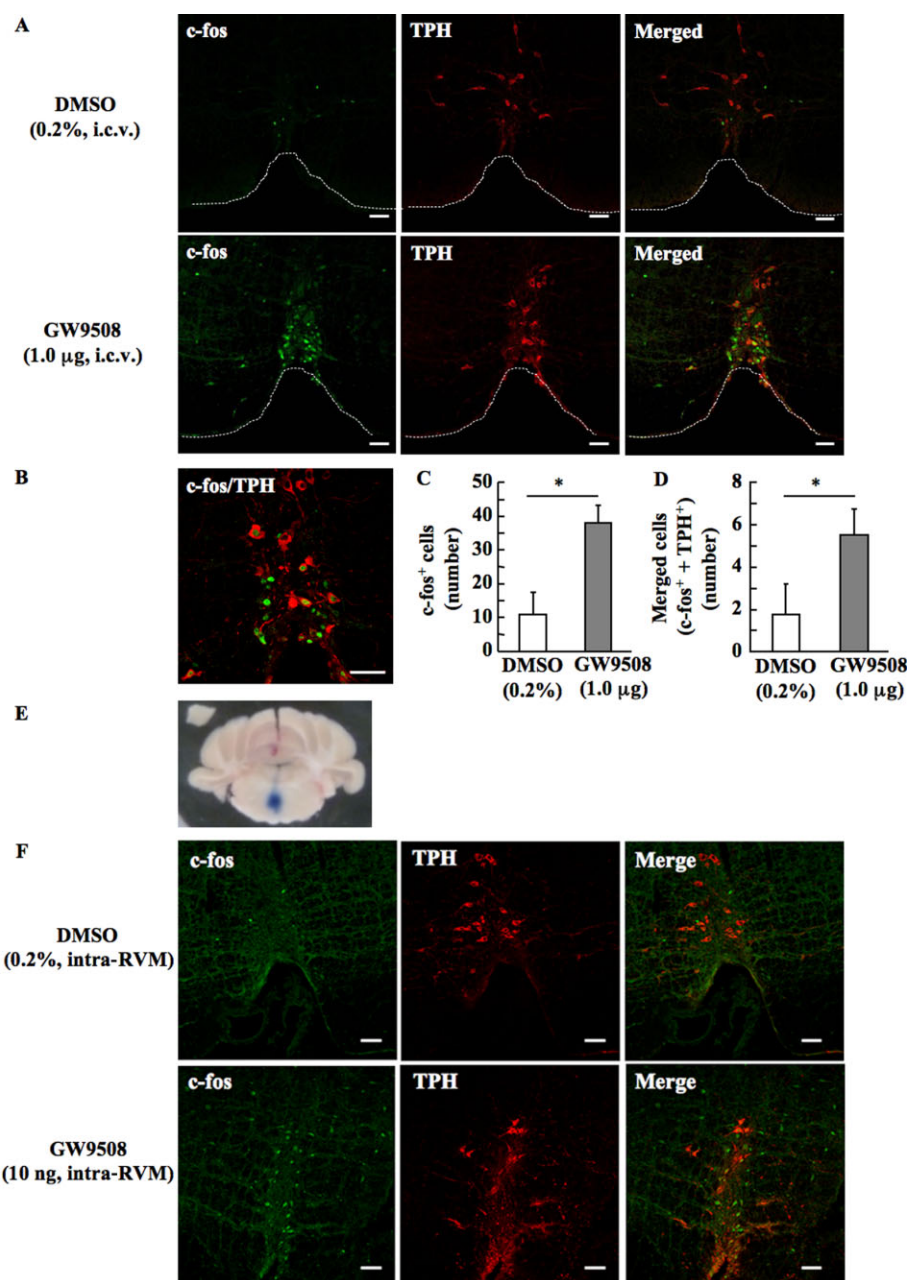 A
c-fos
TPH
Merged
DMSO
(0.2%, i.c.v.)
c-fos
TPH
Merged
GW9508
(1.0 μg, i.c.v.)
B
c-fos/TPH
C
50
40
30
20
10
0
c-fos⁺ cells
(number)
*
DMSO
(0.2%)
GW9508
(1.0 μg)
D
8
6
4
2
0
Merged cells
(c-fos⁺ + TPH⁺)
(number)
*
DMSO
(0.2%)
GW9508
(1.0 μg)
E
F
c-fos
TPH
Merge
DMSO
(0.2%, intra-RVM)
c-fos
TPH
Merge
GW9508
(10 ng, intra-RVM)